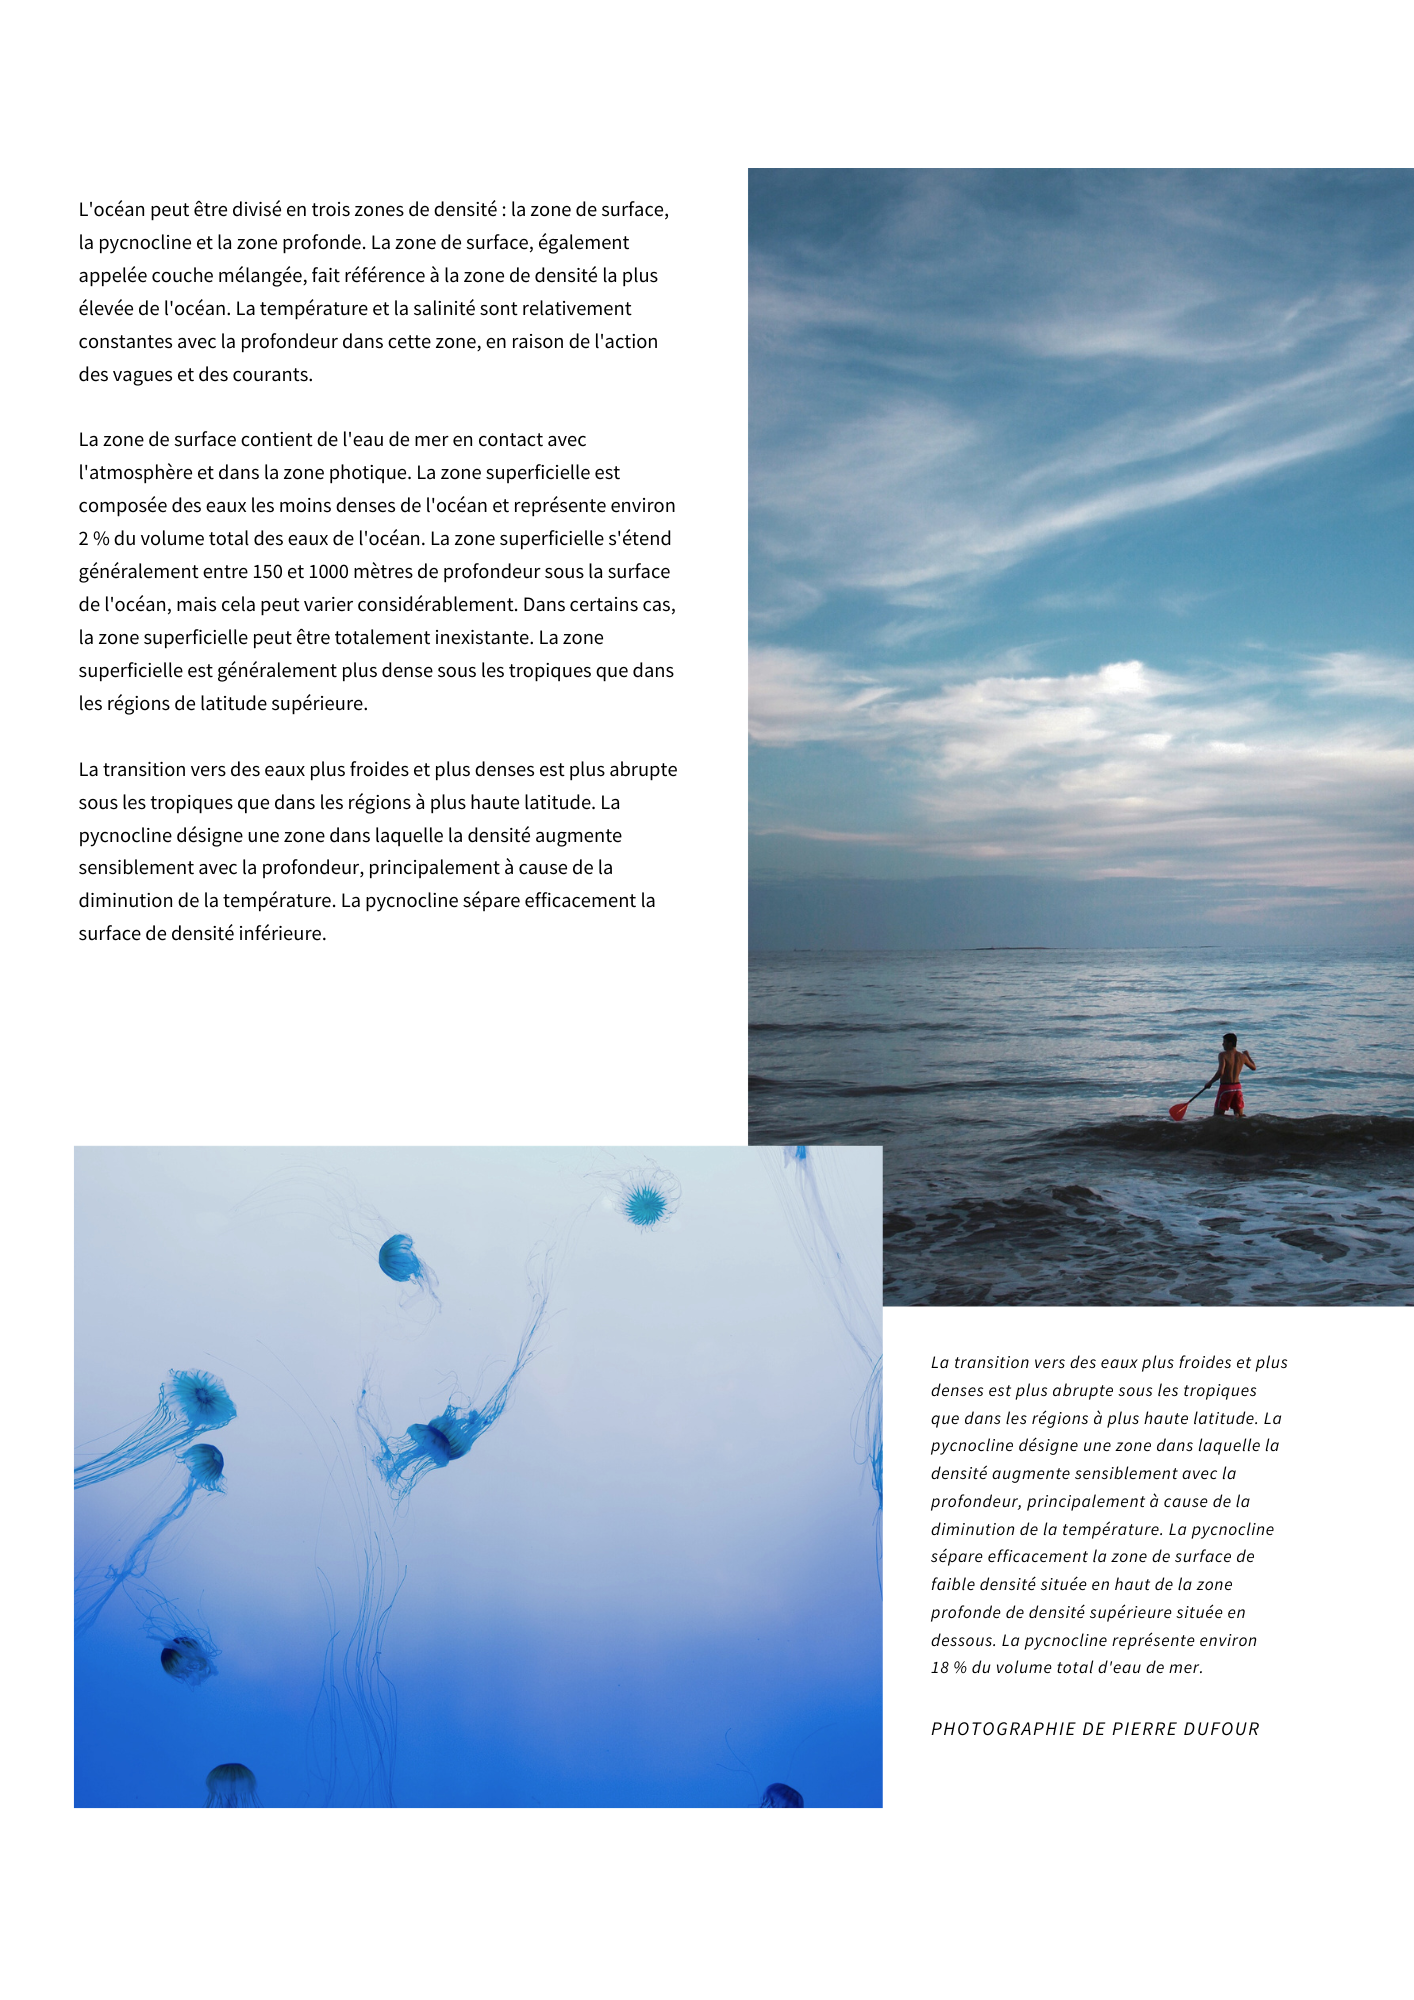 L'océan peut être divisé en trois zones de densité : la zone de surface,
la pycnocline et la zone profonde. La zone de surface, également
appelée couche mélangée, fait référence à la zone de densité la plus
élevée de l'océan. La température et la salinité sont relativement
constantes avec la profondeur dans cette zone, en raison de l'action
des vagues et des courants.
La zone de surface contient de l'eau de mer en contact avec
l'atmosphère et dans la zone photique. La zone superficielle est
composée des eaux les moins denses de l'océan et représente environ
2 % du volume total des eaux de l'océan. La zone superficielle s'étend
généralement entre 150 et 1000 mètres de profondeur sous la surface
de l'océan, mais cela peut varier considérablement. Dans certains cas,
la zone superficielle peut être totalement inexistante. La zone
superficielle est généralement plus dense sous les tropiques que dans
les régions de latitude supérieure.
La transition vers des eaux plus froides et plus denses est plus abrupte
sous les tropiques que dans les régions à plus haute latitude. La
pycnocline désigne une zone dans laquelle la densité augmente
sensiblement avec la profondeur, principalement à cause de la
diminution de la température. La pycnocline sépare efficacement la
surface de densité inférieure.
La transition vers des eaux plus froides et plus
denses est plus abrupte sous les tropiques
que dans les régions à plus haute latitude. La
pycnocline désigne une zone dans laquelle la
densité augmente sensiblement avec la
profondeur, principalement à cause de la
diminution de la température. La pycnocline
sépare efficacement la zone de surface de
faible densité située en haut de la zone
profonde de densité supérieure située en
dessous. La pycnocline représente environ
18 % du volume total d'eau de mer.
PHOTOGRAPHIE DE PIERRE DUFOUR